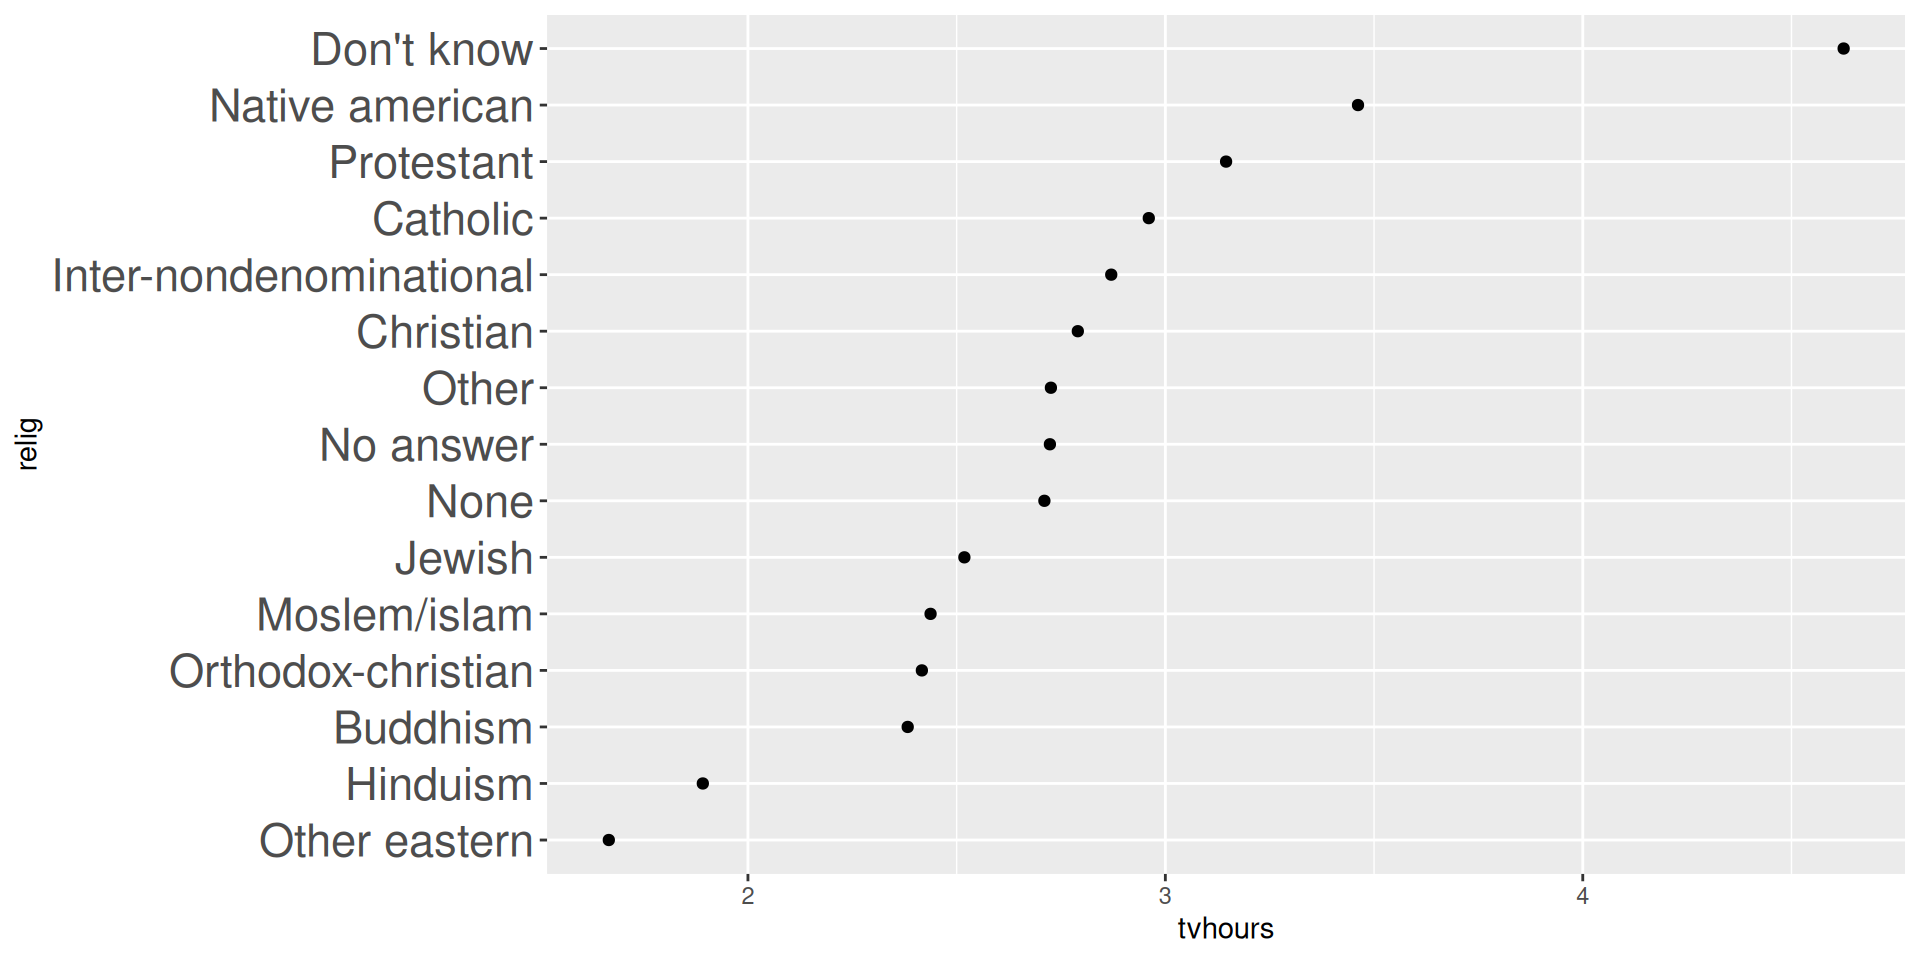 Don't know
Native american
Protestant
Catholic
Inter-nondenominational
Christian
Other
No answer
None
Jewish
Moslem/islam
Orthodox-christian
Buddhism
Hinduism
Other eastern
relig
2 3 4
tvhours